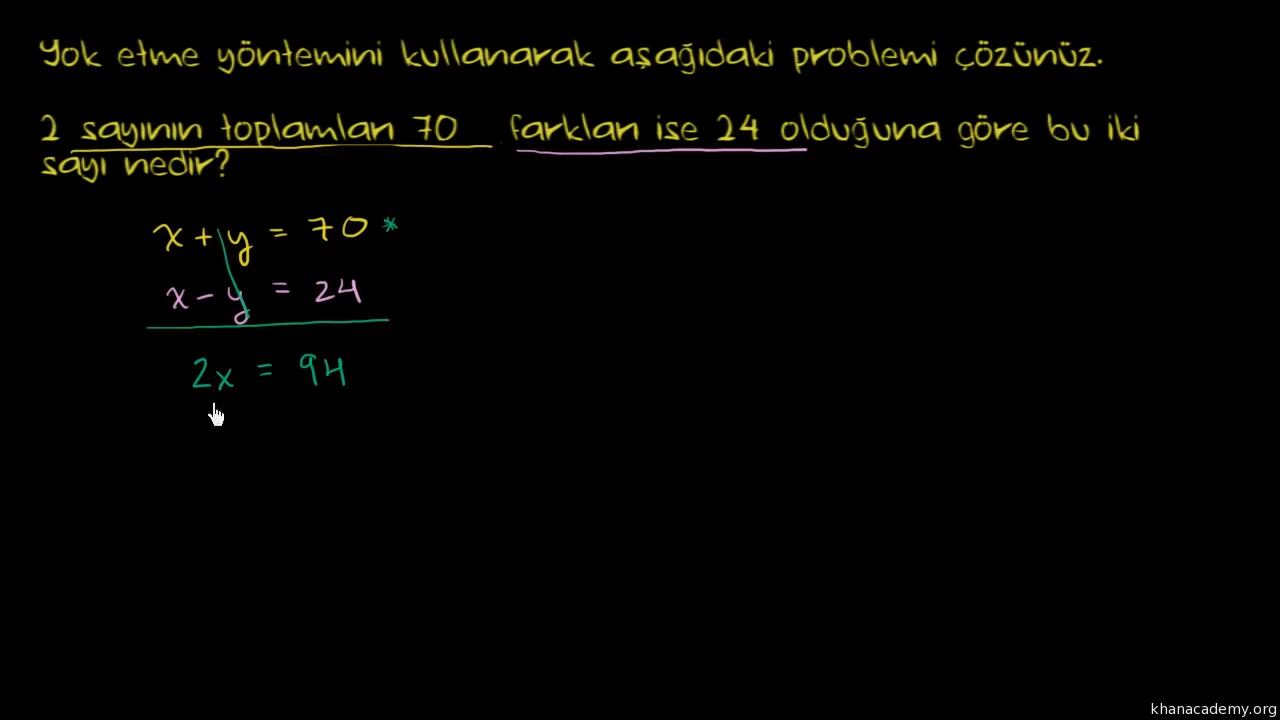 Yok etme yöntemini kullanarak aşağıdaki problemi çözünüz.
2 sayının toplamları 70 farkları ise 24 olduğuna göre bu iki
sayı nedir?
x + y = 70 *
x - y = 24
2x = 94
khanacademy.org